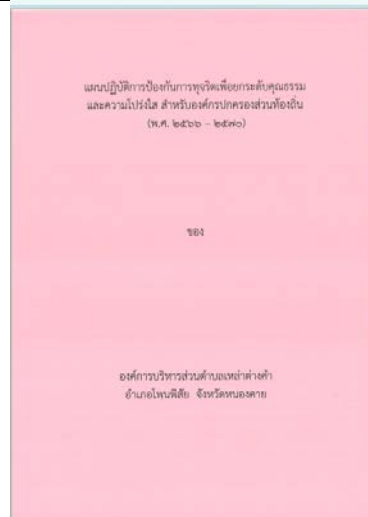 แผนปฏิบัติการป้องกันการทุจริตเพื่อยกระดับคุณธรรม
และความโปร่งใส สำหรับองค์กรปกครองส่วนท้องถิ่น
(พ.ศ. ๒๕๖๖ – ๒๕๗๐)
ของ
องค์การบริหารส่วนตำบลเหล่าต่างคำ
อำเภอโพนพิสัย จังหวัดหนองคาย